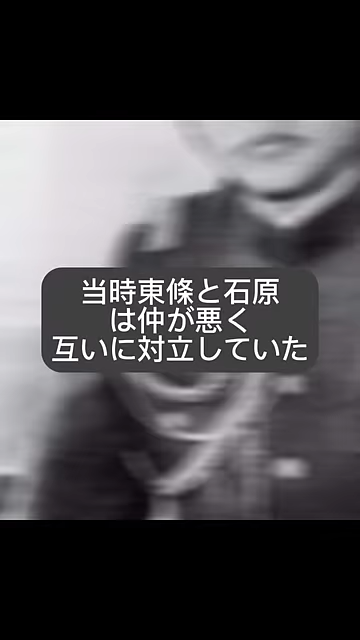 当時東條と石原
は仲が悪く
互いに対立していた